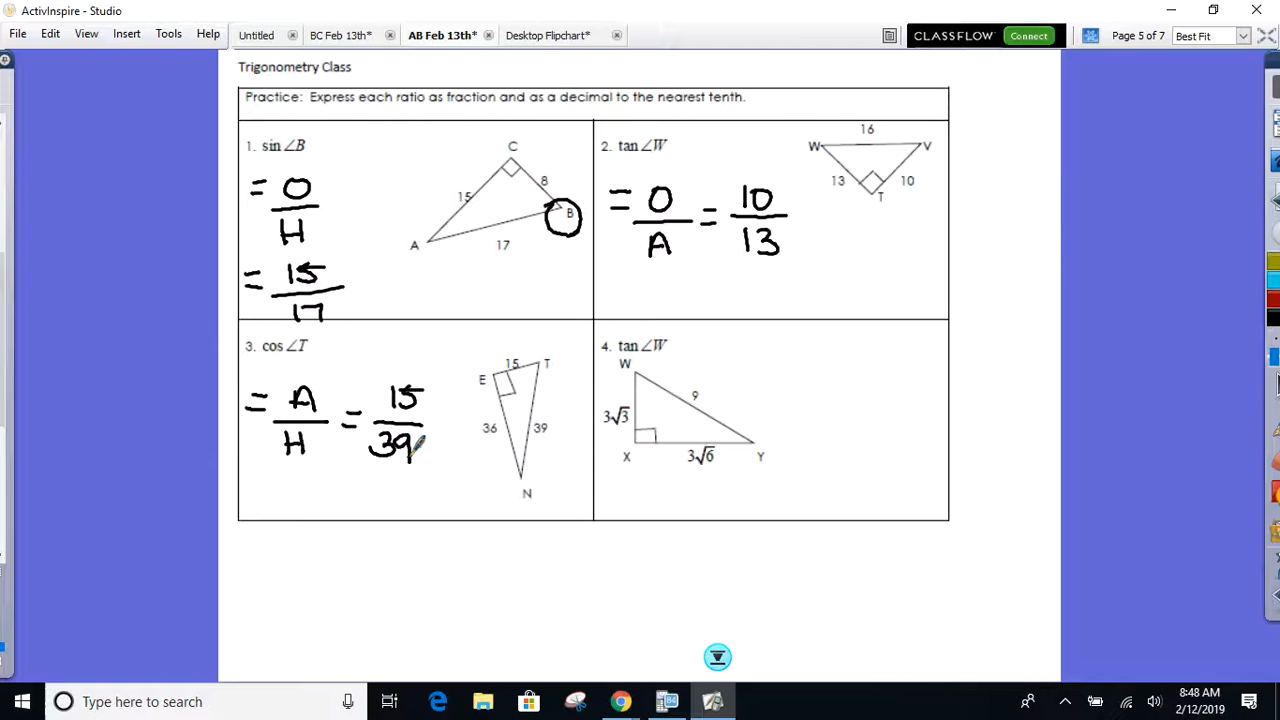 ActivInspire - Studio
File Edit View Insert Tools Help
Untitled BC Feb 13th* AB Feb 13th* Desktop Flipchart*
CLASSFLOW Connect
Page 5 of 7 Best Fit
Trigonometry Class
Practice: Express each ratio as fraction and as a decimal to the nearest tenth.
1. sin∠B
= O/H
= 15/17
C
15
8
B
A
17
2. tan∠W
= O/A = 10/13
16
W
V
13
10
T
3. cos∠T
= A/H = 15/39
15
T
E
36
39
N
4. tan∠W
W
9
3√3
X
3√6
Y
Type here to search
8:48 AM
2/12/2019